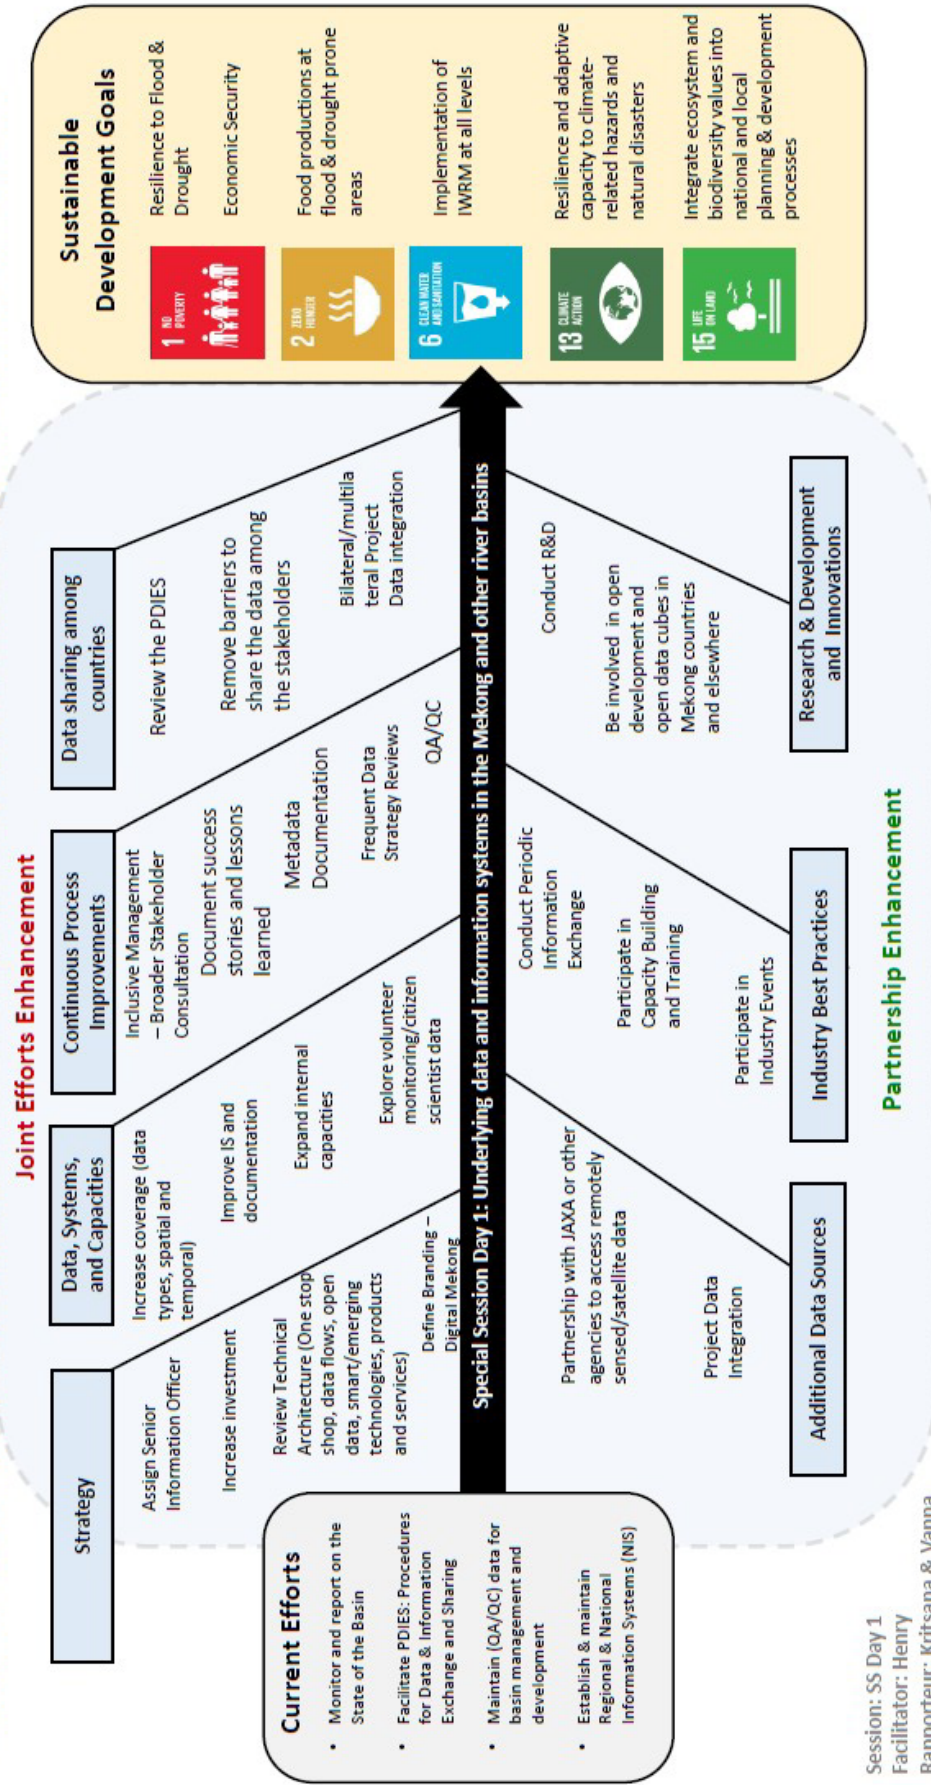 Joint Efforts Enhancement
Strategy
Assign Senior
Information Officer
Increase investment
Review Technical
Architecture (One stop
shop, data flows, open
data, smart/emerging
technologies, products
and services)
Define Branding –
Digital Mekong
Data, Systems,
and Capacities
Increase coverage (data
types, spatial and
temporal)
Improve IS and
documentation
Expand internal
capacities
Explore volunteer
monitoring/citizen
scientist data
Continuous Process
Improvements
Inclusive Management
– Broader Stakeholder
Consultation
Document success
stories and lessons
learned
Metadata
Documentation
Frequent Data
Strategy Reviews
QA/QC
Data sharing among
countries
Review the PDIES
Remove barriers to
share the data among
the stakeholders
Bilateral/multila
teral Project
Data integration
Current Efforts
• Monitor and report on the
State of the Basin
• Facilitate PDIES: Procedures
for Data & Information
Exchange and Sharing
• Maintain (QA/QC) data for
basin management and
development
• Establish & maintain
Regional & National
Information Systems (NIS)
Special Session Day 1: Underlying data and information systems in the Mekong and other river basins
Partnership with JAXA or other
agencies to access remotely
sensed/satellite data
Project Data
Integration
Additional Data Sources
Conduct Periodic
Information
Exchange
Participate in
Capacity Building
and Training
Participate in
Industry Events
Industry Best Practices
Conduct R&D
Be involved in open
development and
open data cubes in
Mekong countries
and elsewhere
Research & Development
and Innovations
Partnership Enhancement
Sustainable
Development Goals
1 NO
POVERTY
Resilience to Flood &
Drought
Economic Security
2 ZERO
HUNGER
Food productions at
flood & drought prone
areas
6 CLEAN WATER
AND SANITATION
Implementation of
IWRM at all levels
13 CLIMATE
ACTION
Resilience and adaptive
capacity to climate-
related hazards and
natural disasters
15 LIFE
ON LAND
Integrate ecosystem and
biodiversity values into
national and local
planning & development
processes
Session: SS Day 1
Facilitator: Henry
Rapporteur: Kritsana & Vanna